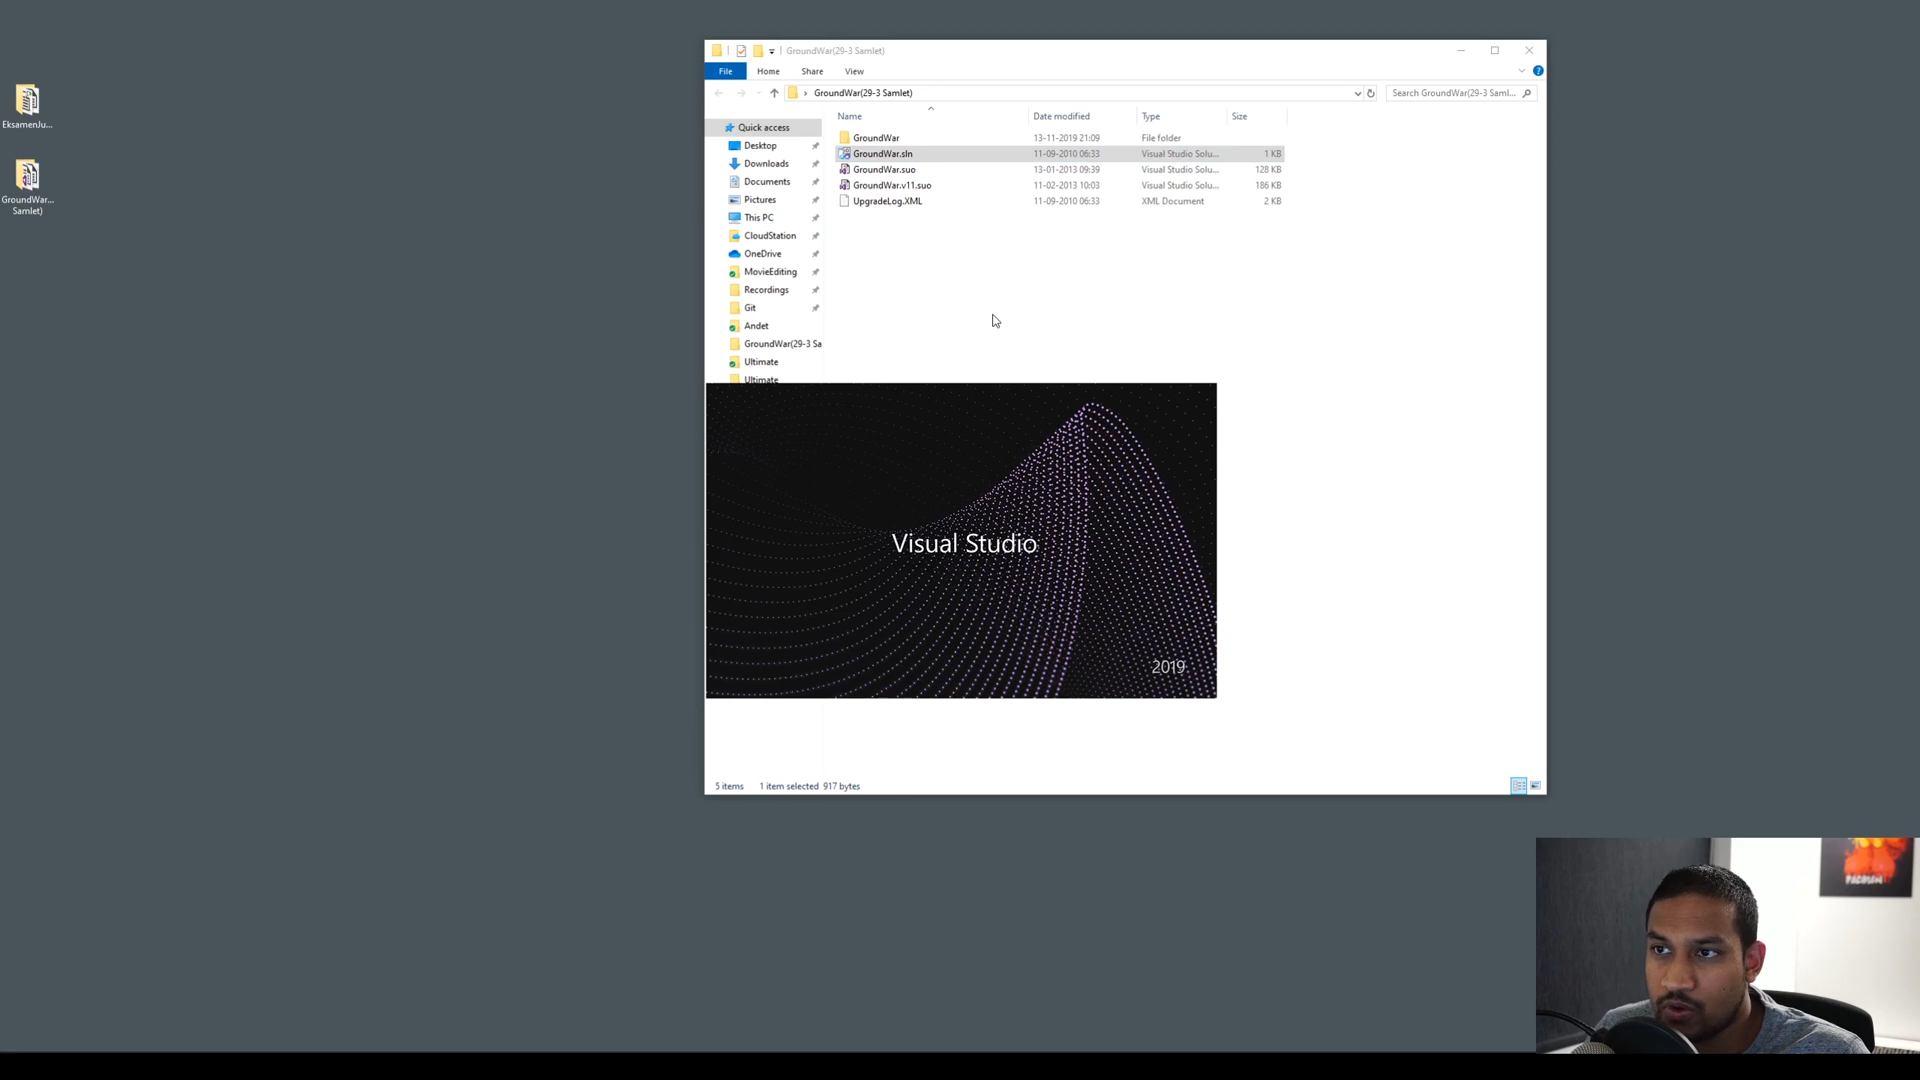 GroundWar(29-3 Samlet)
File Home Share View
GroundWar(29-3 Samlet)
Search GroundWar(29-3 Saml...
Name Date modified Type Size
Quick access
Desktop
Downloads
Documents
Pictures
This PC
CloudStation
OneDrive
MovieEditing
Recordings
Git
Andet
GroundWar(29-3 Sa
Ultimate
Ultimate
GroundWar 13-11-2019 21:09 File folder
GroundWar.sln 11-09-2010 06:33 Visual Studio Solu... 1 KB
GroundWar.suo 13-01-2013 09:39 Visual Studio Solu... 128 KB
GroundWar.v11.suo 11-02-2013 10:03 Visual Studio Solu... 186 KB
UpgradeLog.XML 11-09-2010 06:33 XML Document 2 KB
EksamenJu...
GroundWar...
Samlet)
Visual Studio
2019
5 items 1 item selected 917 bytes